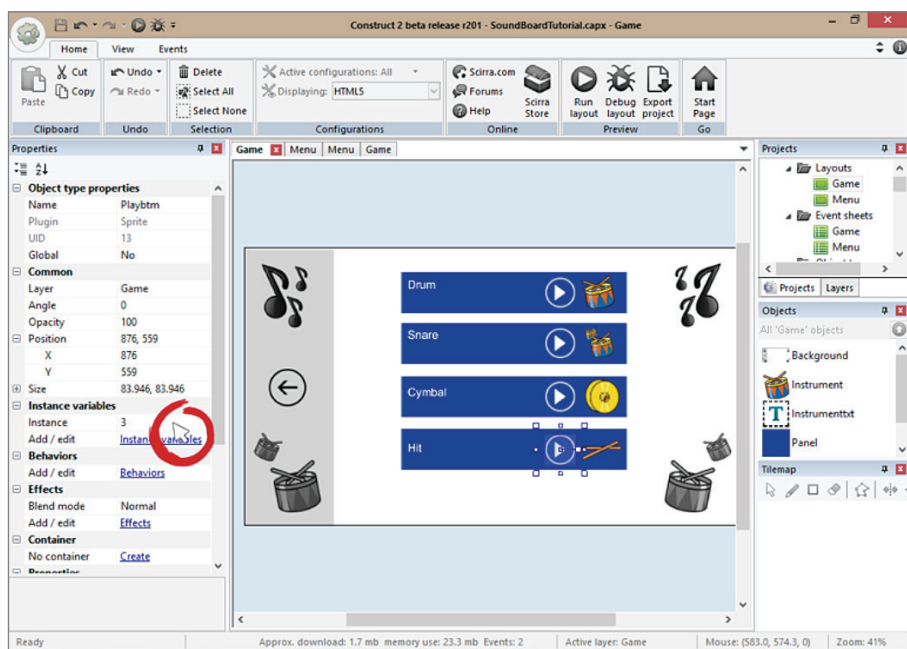 Construct 2 beta release r201 - SoundBoardTutorial.capx - Game
Home View Events
Paste
Cut
Copy
Clipboard
Undo
Redo
Undo
Delete
Select All
Select None
Selection
Active configurations: All
Displaying: HTML5
Configurations
Scirra.com
Forums
Help
Scirra
Store
Online
Run
layout
Debug
layout
Export
project
Preview
Start
Page
Go
Properties
Object type properties
Name Playbtm
Plugin Sprite
UID 13
Global No
Common
Layer Game
Angle 0
Opacity 100
Position 876, 559
X 876
Y 559
Size 83.946, 83.946
Instance variables
Instance 3
Add / edit Instance variables
Behaviors
Add / edit Behaviors
Effects
Blend mode Normal
Add / edit Effects
Container
No container Create
Properties
Game Menu Menu Game
Drum
Snare
Cymbal
Hit
Projects
Layouts
Game
Menu
Event sheets
Game
Menu
Projects Layers
Objects
All 'Game' objects
Background
Instrument
T Instrumenttxt
Panel
Tilemap
Ready Approx. download: 1.7 mb memory use: 23.3 mb Events: 2 Active layer: Game Mouse: (583.0, 574.3, 0) Zoom: 41%